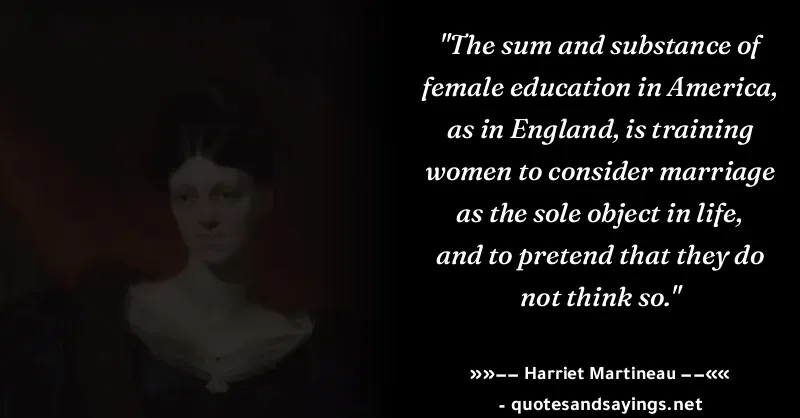 "The sum and substance of
female education in America,
as in England, is training
women to consider marriage
as the sole object in life,
and to pretend that they do
not think so."
»»−− Harriet Martineau −−««
- quotesandsayings.net